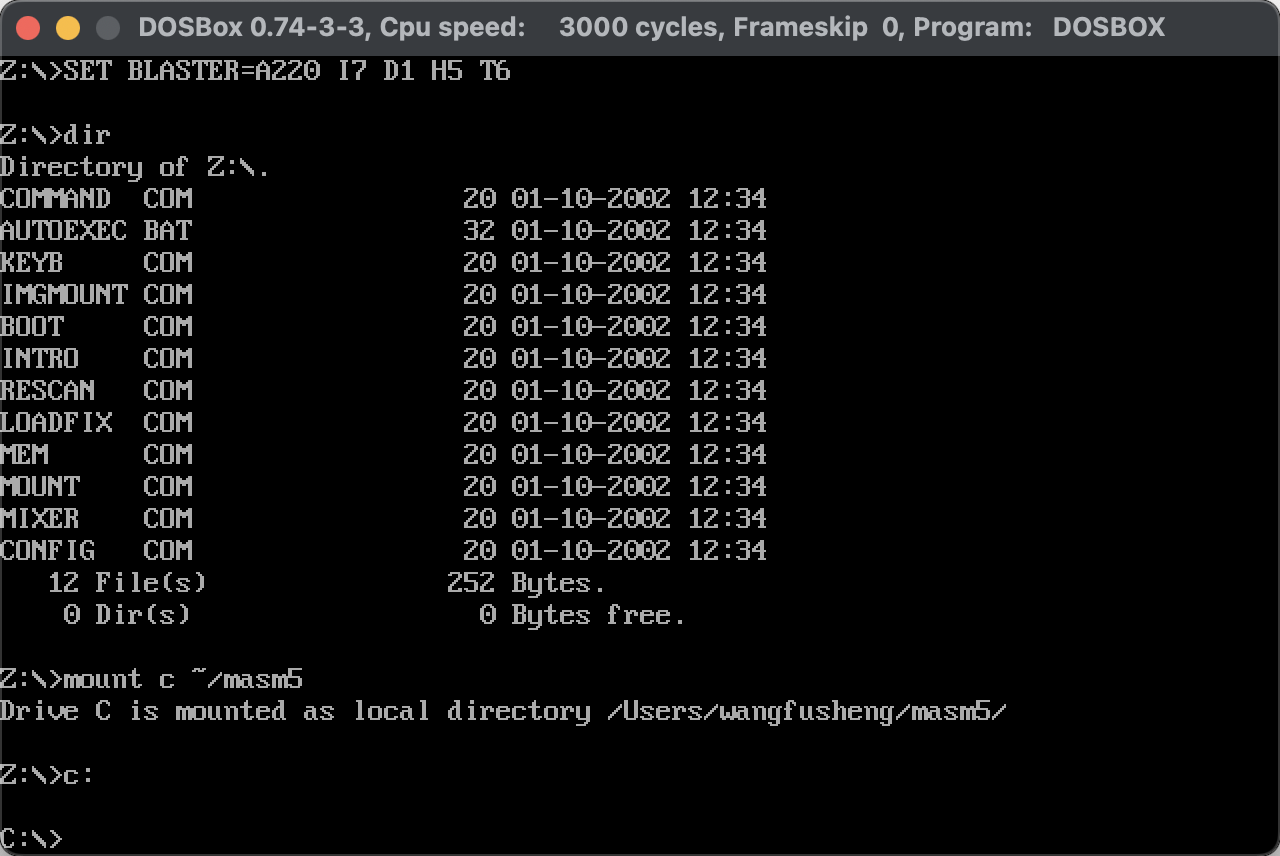 DOSBox 0.74-3-3, Cpu speed:    3000 cycles, Frameskip  0, Program:   DOSBOX
Z:\>SET BLASTER=A220 I7 D1 H5 T6
Z:\>dir
Directory of Z:\.
COMMAND  COM                 20 01-10-2002 12:34
AUTOEXEC BAT                 32 01-10-2002 12:34
KEYB     COM                 20 01-10-2002 12:34
IMGMOUNT COM                 20 01-10-2002 12:34
BOOT     COM                 20 01-10-2002 12:34
INTRO    COM                 20 01-10-2002 12:34
RESCAN   COM                 20 01-10-2002 12:34
LOADFIX  COM                 20 01-10-2002 12:34
MEM      COM                 20 01-10-2002 12:34
MOUNT    COM                 20 01-10-2002 12:34
MIXER    COM                 20 01-10-2002 12:34
CONFIG   COM                 20 01-10-2002 12:34
   12 File(s)               252 Bytes.
    0 Dir(s)                  0 Bytes free.
Z:\>mount c ~/masm5
Drive C is mounted as local directory /Users/wangfusheng/masm5/
Z:\>c:
C:\>